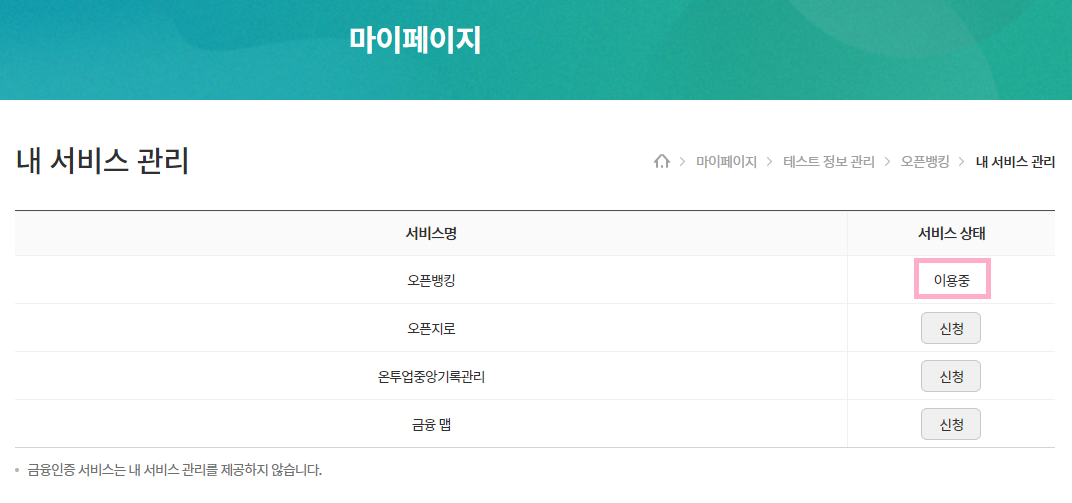 마이페이지
내 서비스 관리
마이페이지 > 테스트 정보 관리 > 오픈뱅킹 > 내 서비스 관리
서비스명 서비스 상태
오픈뱅킹 이용중
오픈지로 신청
온투업중앙기록관리 신청
금융 맵 신청
• 금융인증 서비스는 내 서비스 관리를 제공하지 않습니다.